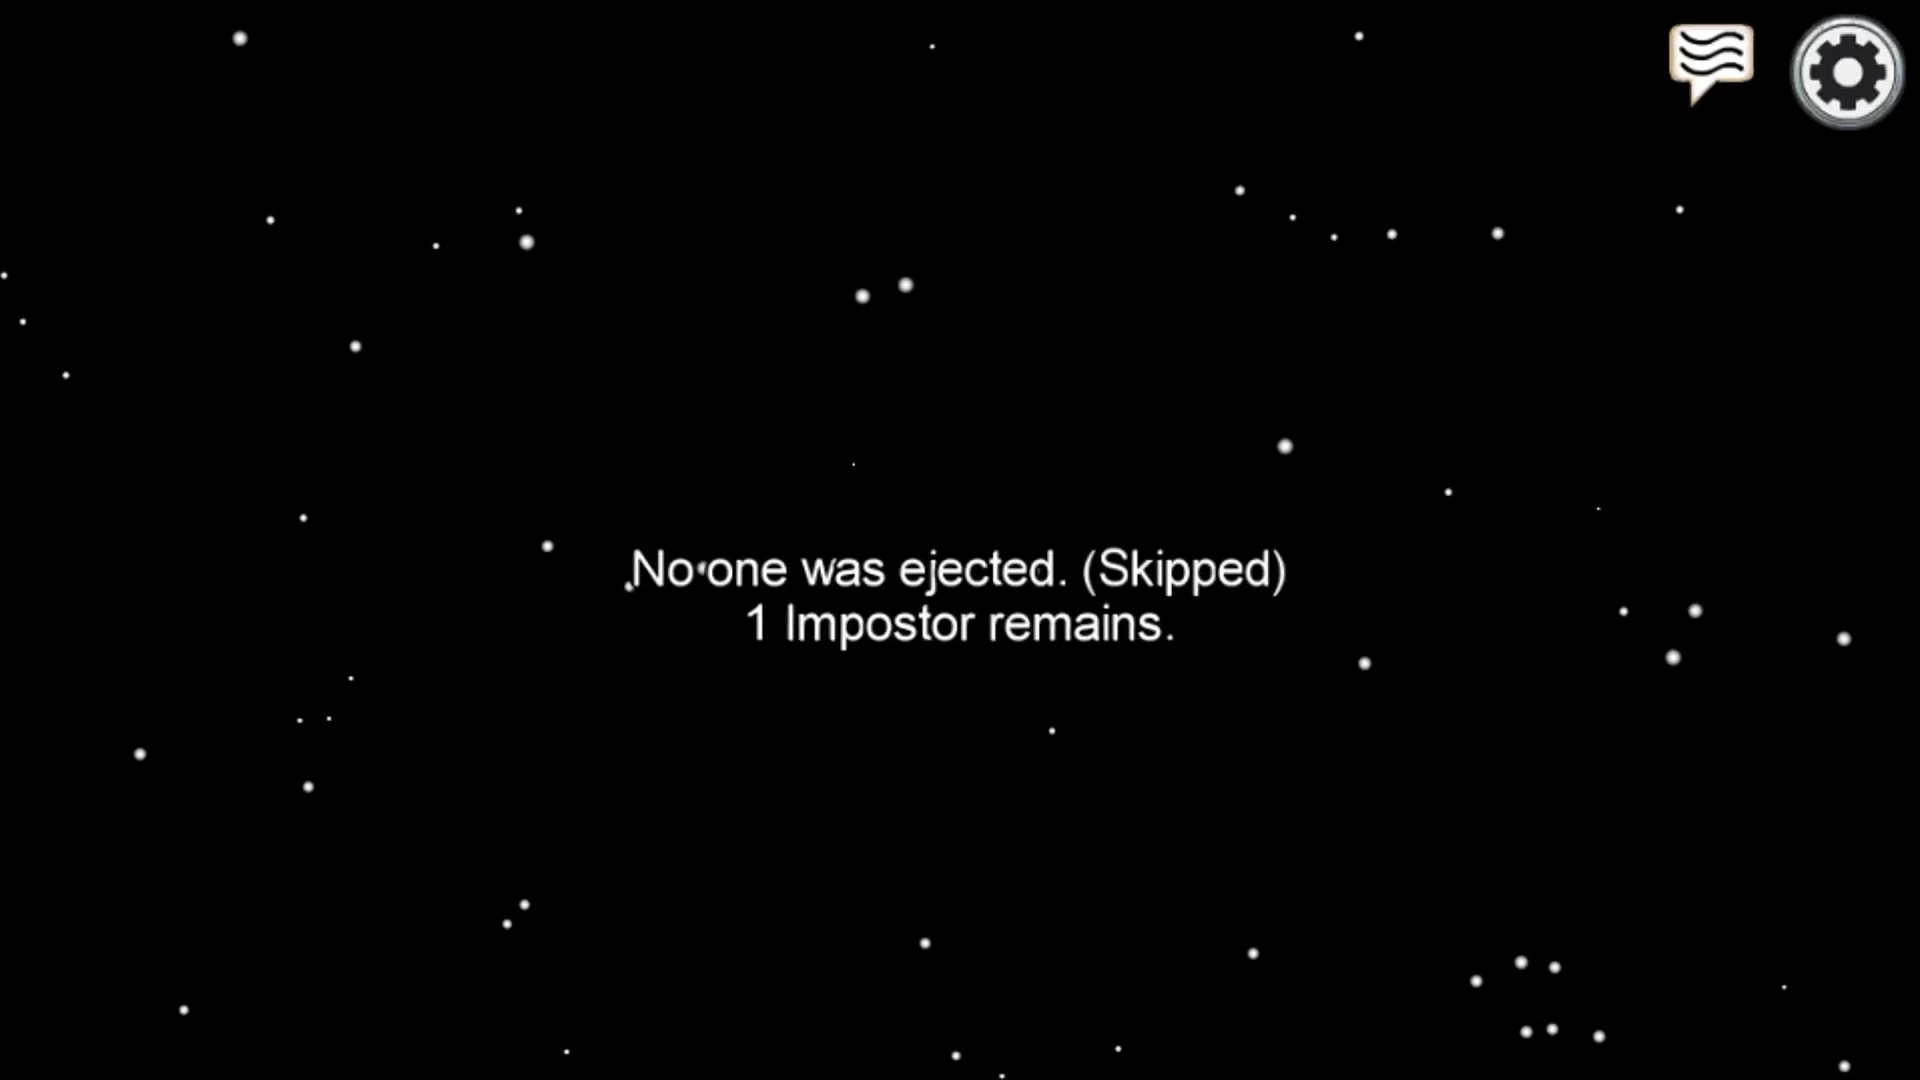 No one was ejected. (Skipped)
1 Impostor remains.